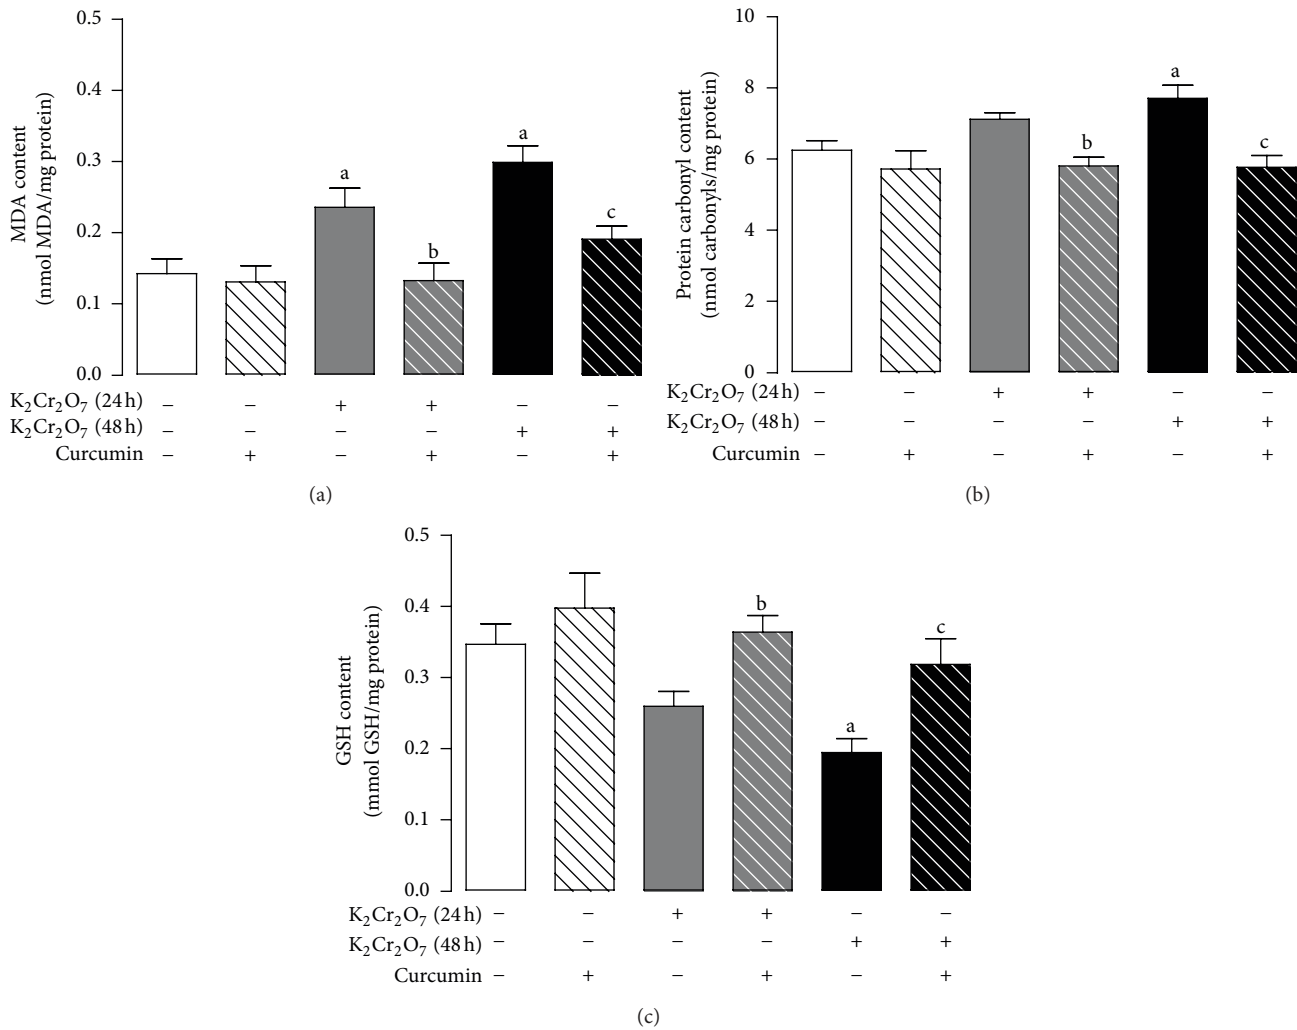 0.5
0.4
0.3
0.2
0.1
0.0
MDA content
(nmol MDA/mg protein)
a
b
a
c
K₂Cr₂O₇ (24 h) − − + + − −
K₂Cr₂O₇ (48 h) − − − − + +
Curcumin − + − + − +
(a)
10
8
6
4
2
0
Protein carbonyl content
(nmol carbonyls/mg protein)
b
a
c
K₂Cr₂O₇ (24 h) − − + + − −
K₂Cr₂O₇ (48 h) − − − − + +
Curcumin − + − + − +
(b)
0.5
0.4
0.3
0.2
0.1
0.0
GSH content
(mmol GSH/mg protein)
b
a
c
K₂Cr₂O₇ (24 h) − − + + − −
K₂Cr₂O₇ (48 h) − − − − + +
Curcumin − + − + − +
(c)